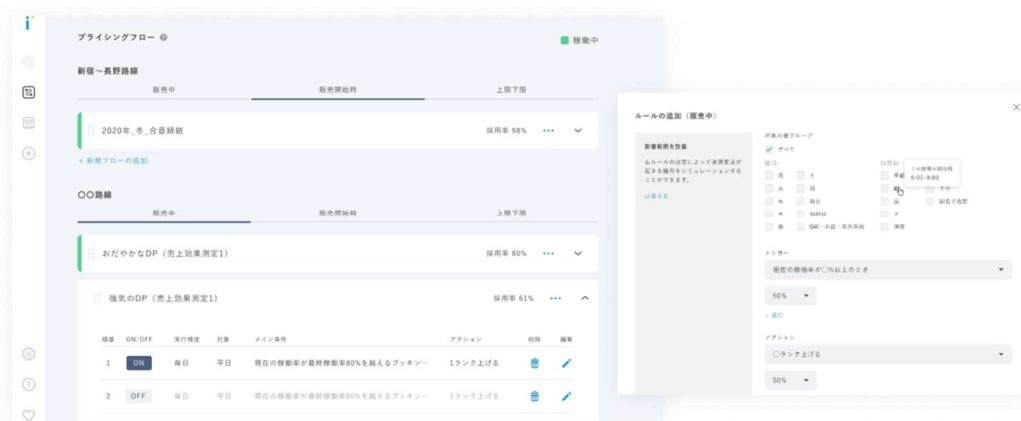 プライシングフロー ?
稼働中
新宿〜長野路線
販売中 販売開始時 上限下限
2020年_冬_合意締結 採用率 98%
+ 新規フローの追加
〇〇路線
販売中 販売開始時 上限下限
おだやかなDP（売上効果測定1） 採用率 80%
強気のDP（売上効果測定1） 採用率 61%
順番 ON/OFF 実行頻度 対象 メイン条件 アクション 削除 編集
1 ON 毎日 平日 現在の稼働率が最終稼働率80%を超えるブッキン… 1ランク上げる
2 OFF 毎日 平日 現在の稼働率が最終稼働率80%を超えるブッキン… 1ランク上げる
ルールの追加（販売中）
対象の便グループ
すべて
影響範囲を計算
本ルールの設定によって運賃変更が
起きる箇所をシミュレーションする
ことができます。
計算する
月 土
火 日
祝前日
GW・お盆・年末年始 深夜
この時間の開始時
6:00-9:00
トリガー
現在の稼働率が〇%以上のとき
50%
+ 追加
アクション
〇ランク上げる
50%